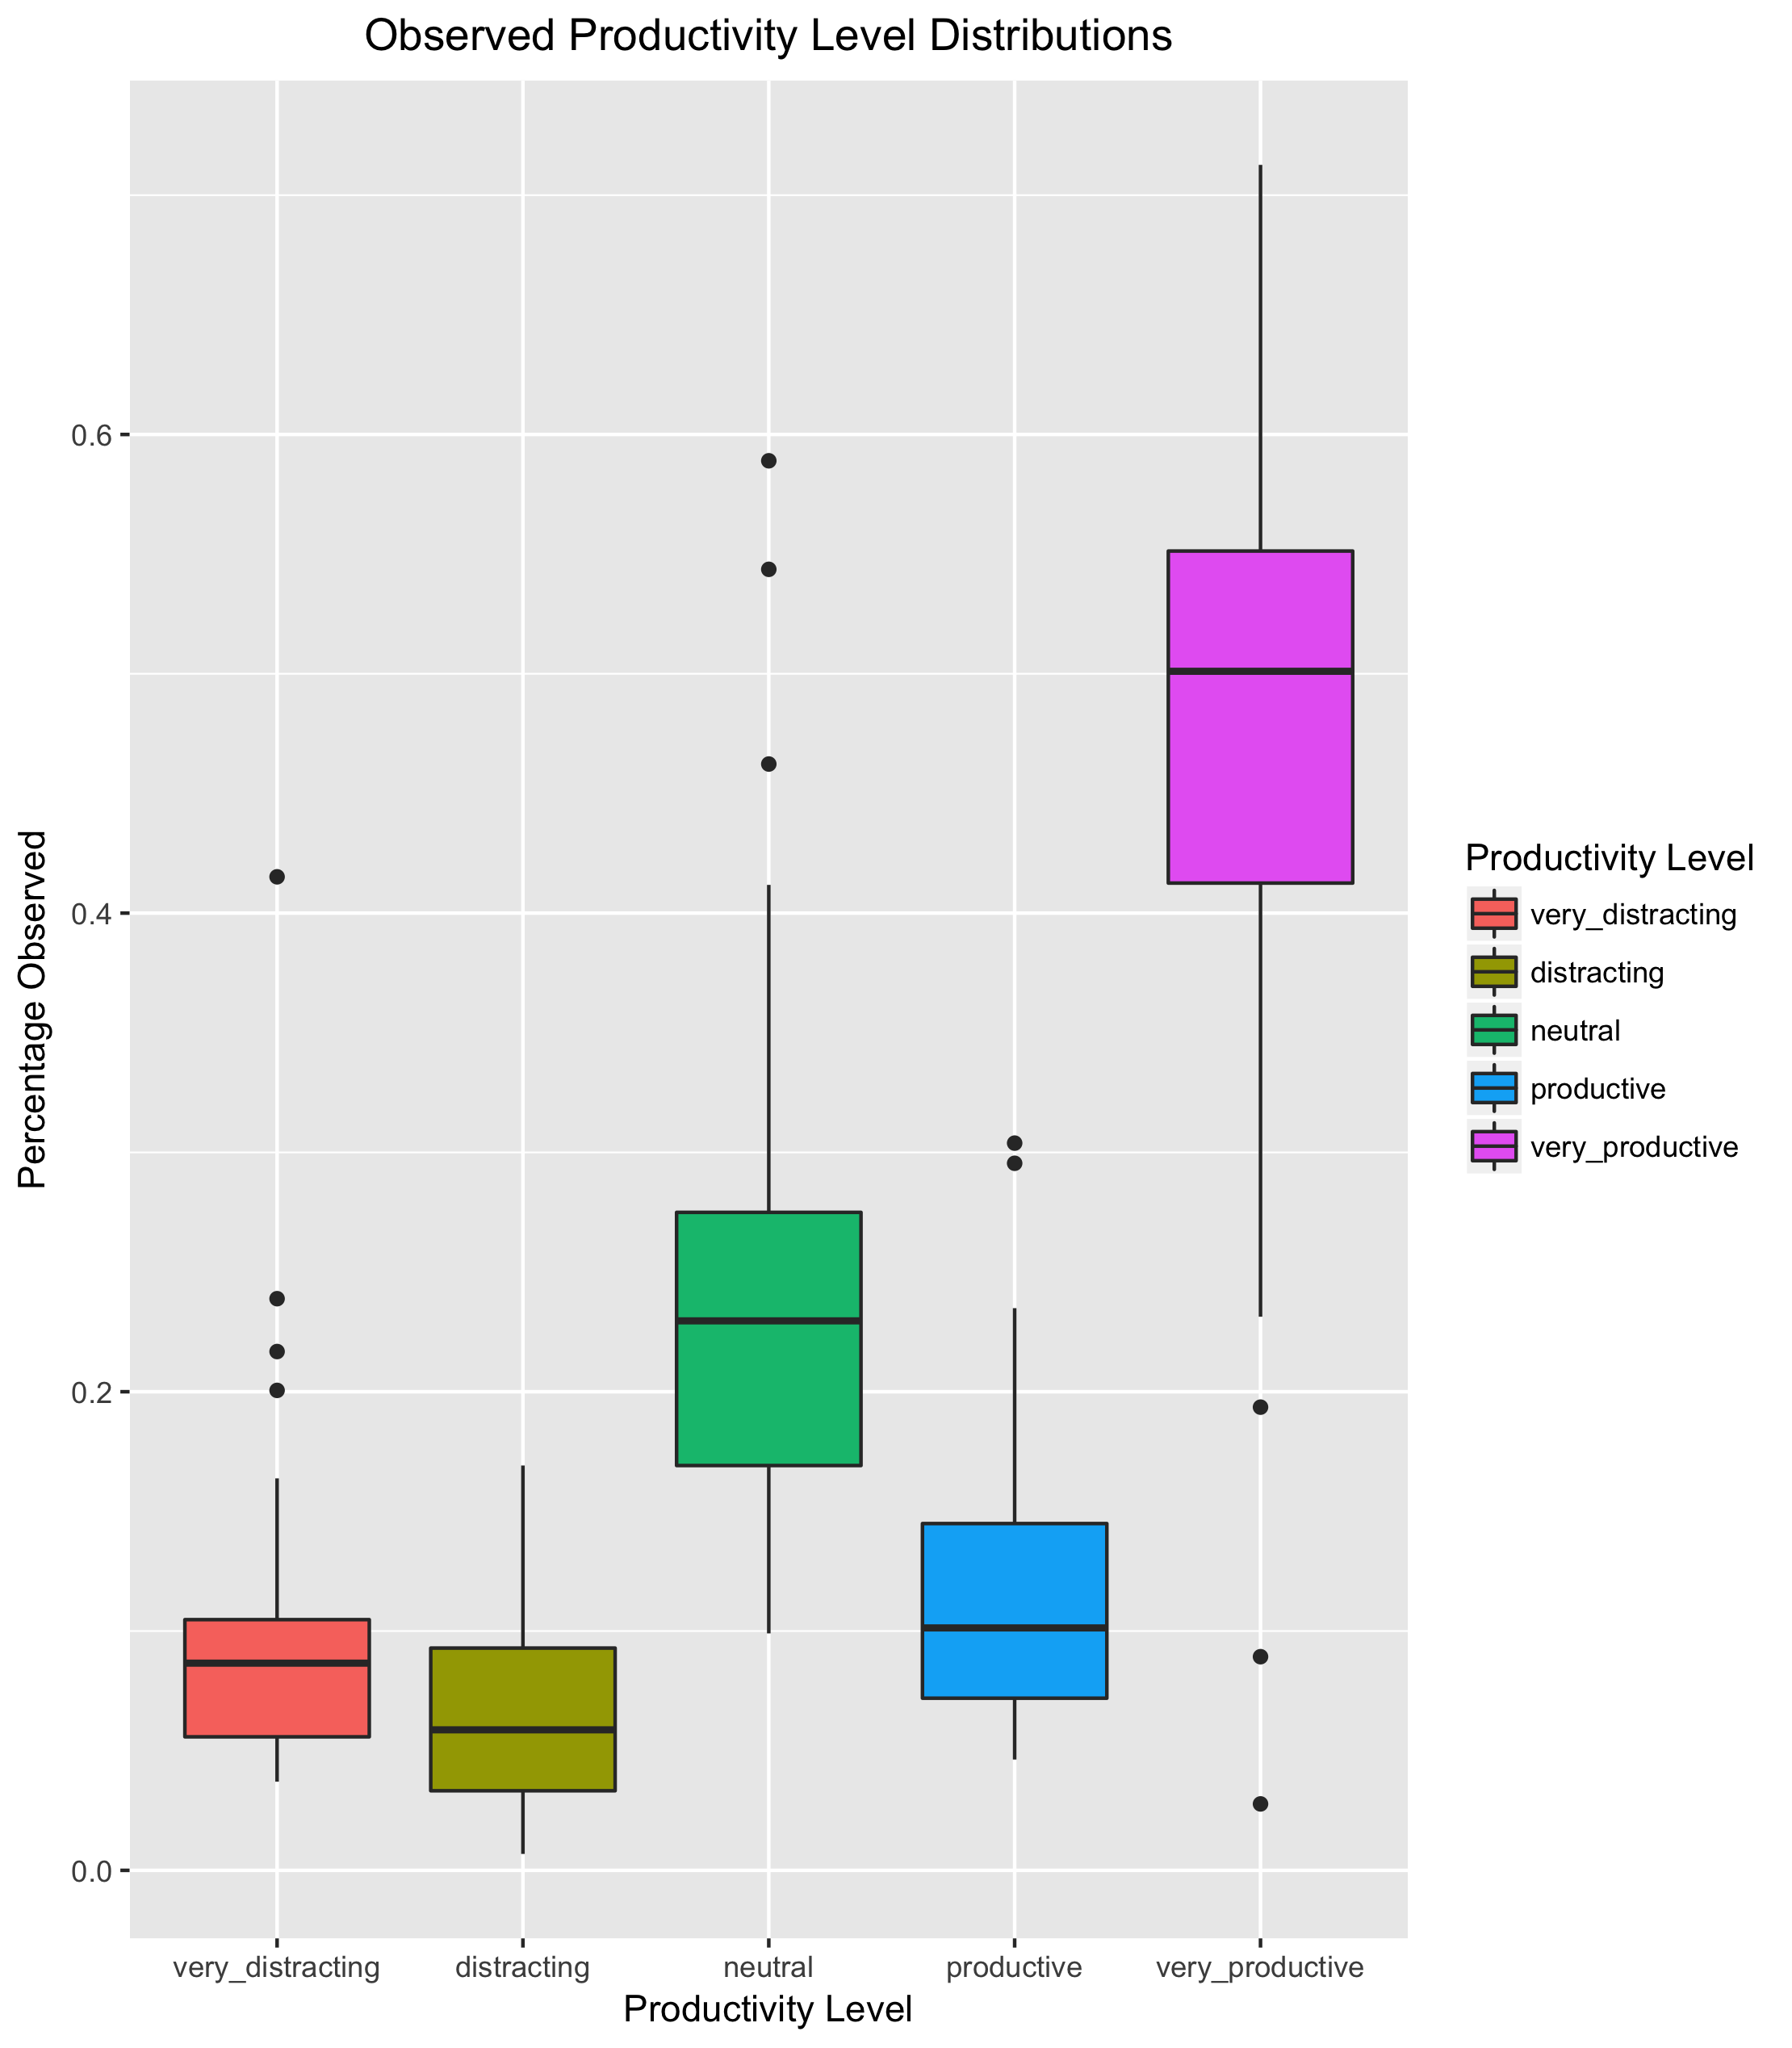 Observed Productivity Level Distributions
Percentage Observed
0.6
0.4
0.2
0.0
very_distracting
distracting
neutral
productive
very_productive
Productivity Level
Productivity Level
very_distracting
distracting
neutral
productive
very_productive